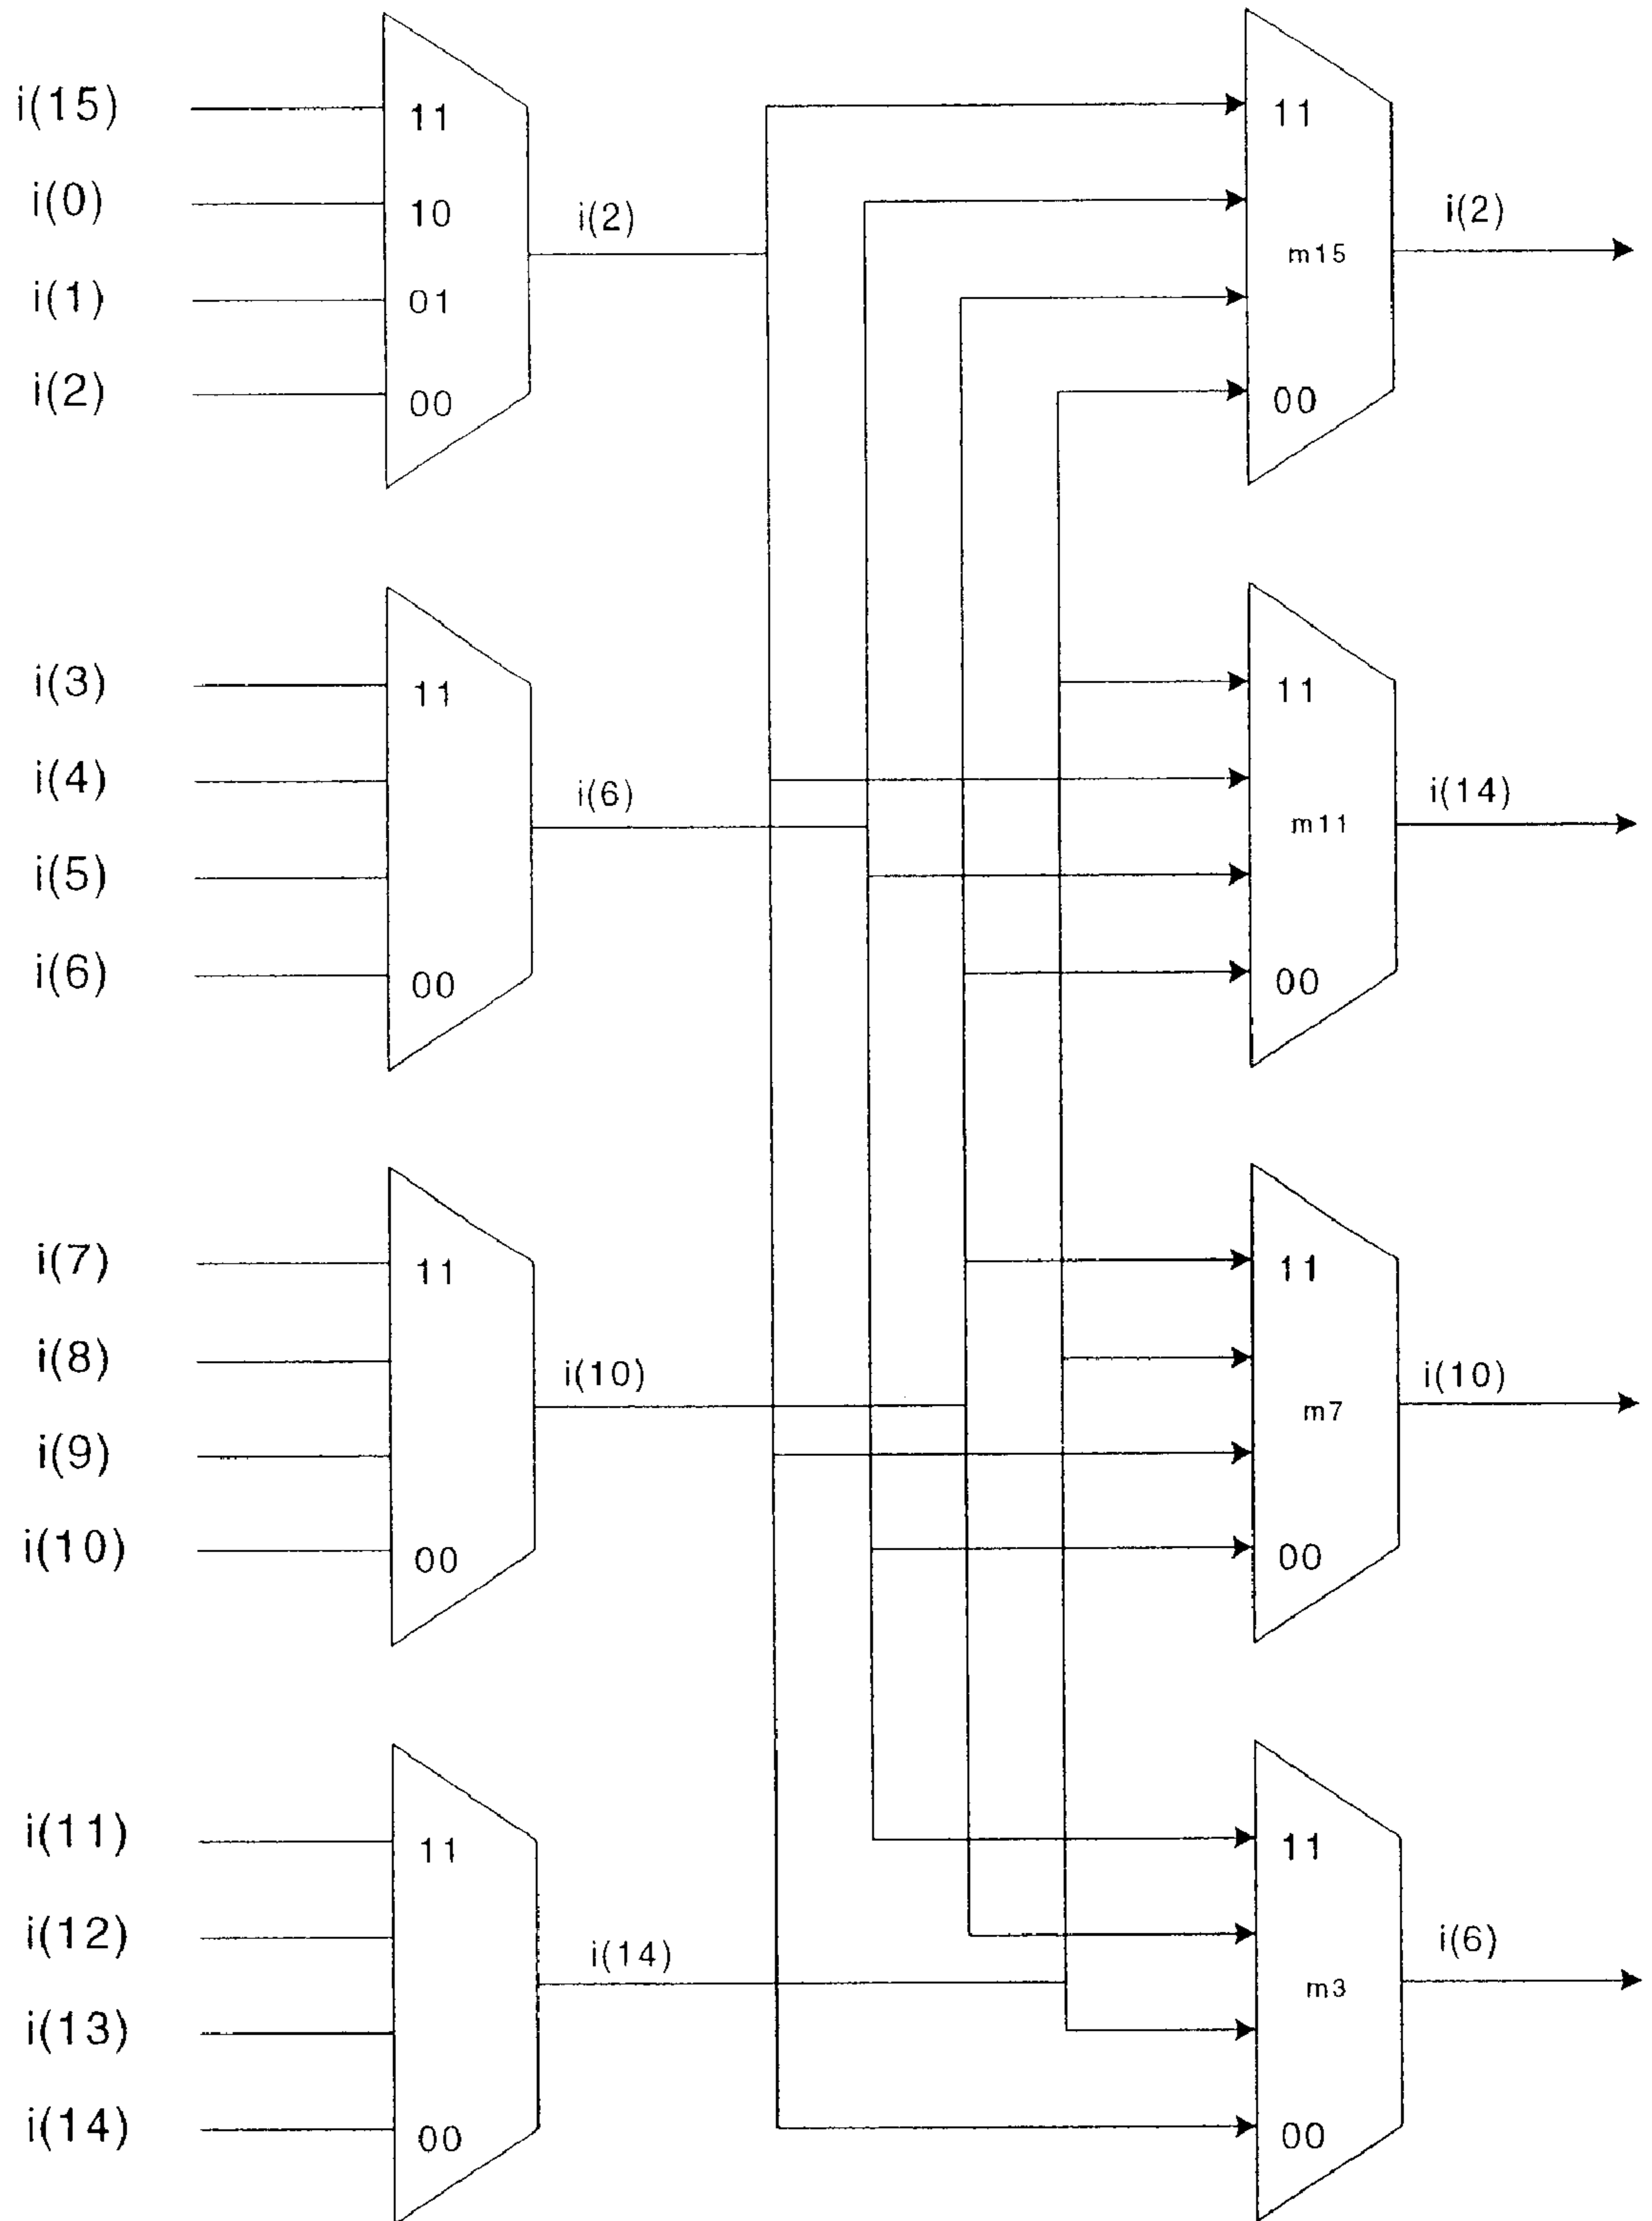 i(15)
11
i(0)
10
i(1)
01
i(2)
00
i(2)
11
m15
00
i(2)
i(3)
11
i(4)
i(5)
i(6)
00
i(6)
11
m11
00
i(14)
i(7)
11
i(8)
i(9)
i(10)
00
i(10)
11
m7
00
i(10)
i(11)
11
i(12)
i(13)
i(14)
00
i(14)
11
m3
00
i(6)